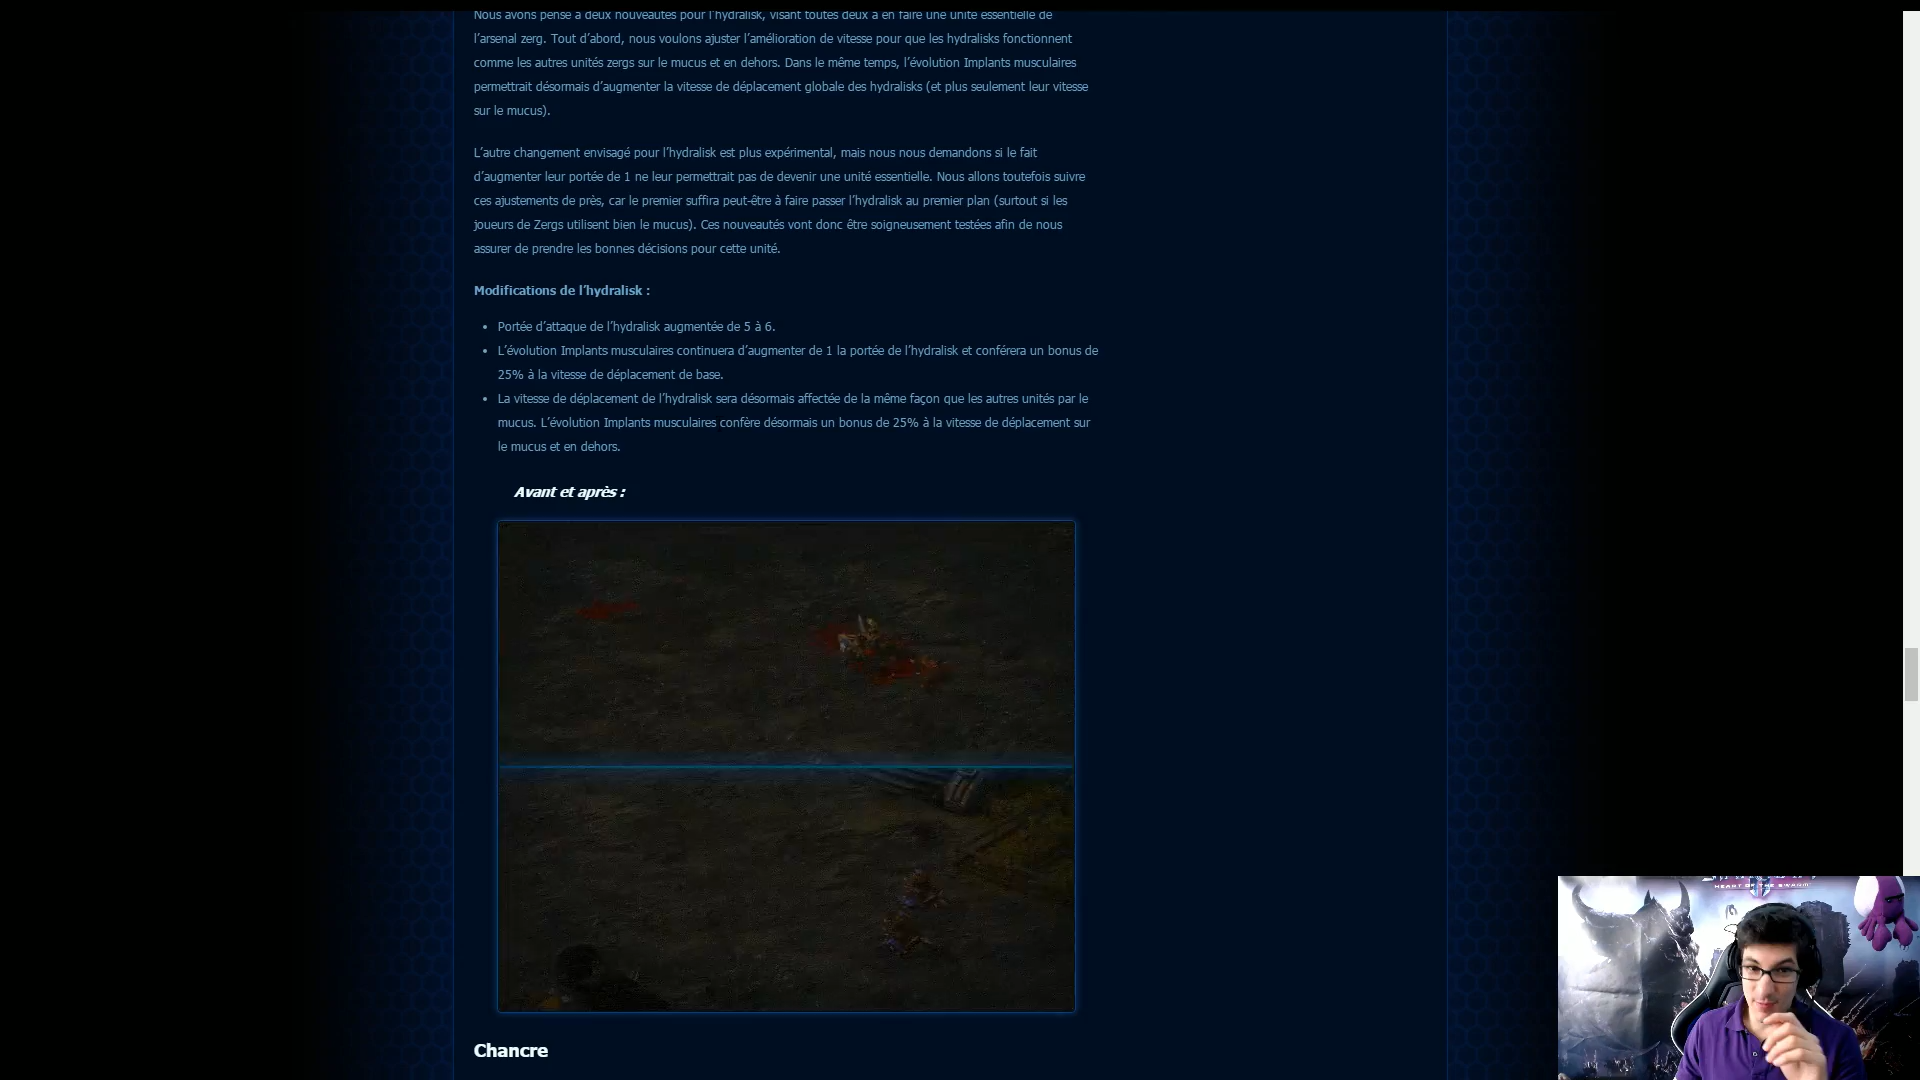 Nous avons pensé à deux nouveautés pour l’hydralisk, visant toutes deux à en faire une unité essentielle de
l’arsenal zerg. Tout d’abord, nous voulons ajuster l’amélioration de vitesse pour que les hydralisks fonctionnent
comme les autres unités zergs sur le mucus et en dehors. Dans le même temps, l’évolution Implants musculaires
permettrait désormais d’augmenter la vitesse de déplacement globale des hydralisks (et plus seulement leur vitesse
sur le mucus).
L’autre changement envisagé pour l’hydralisk est plus expérimental, mais nous nous demandons si le fait
d’augmenter leur portée de 1 ne leur permettrait pas de devenir une unité essentielle. Nous allons toutefois suivre
ces ajustements de près, car le premier suffira peut-être à faire passer l’hydralisk au premier plan (surtout si les
joueurs de Zergs utilisent bien le mucus). Ces nouveautés vont donc être soigneusement testées afin de nous
assurer de prendre les bonnes décisions pour cette unité.
Modifications de l’hydralisk :
• Portée d’attaque de l’hydralisk augmentée de 5 à 6.
• L’évolution Implants musculaires continuera d’augmenter de 1 la portée de l’hydralisk et conférera un bonus de
25% à la vitesse de déplacement de base.
• La vitesse de déplacement de l’hydralisk sera désormais affectée de la même façon que les autres unités par le
mucus. L’évolution Implants musculaires confère désormais un bonus de 25% à la vitesse de déplacement sur
le mucus et en dehors.
Avant et après :
Chancre
HEART OF THE SWARM